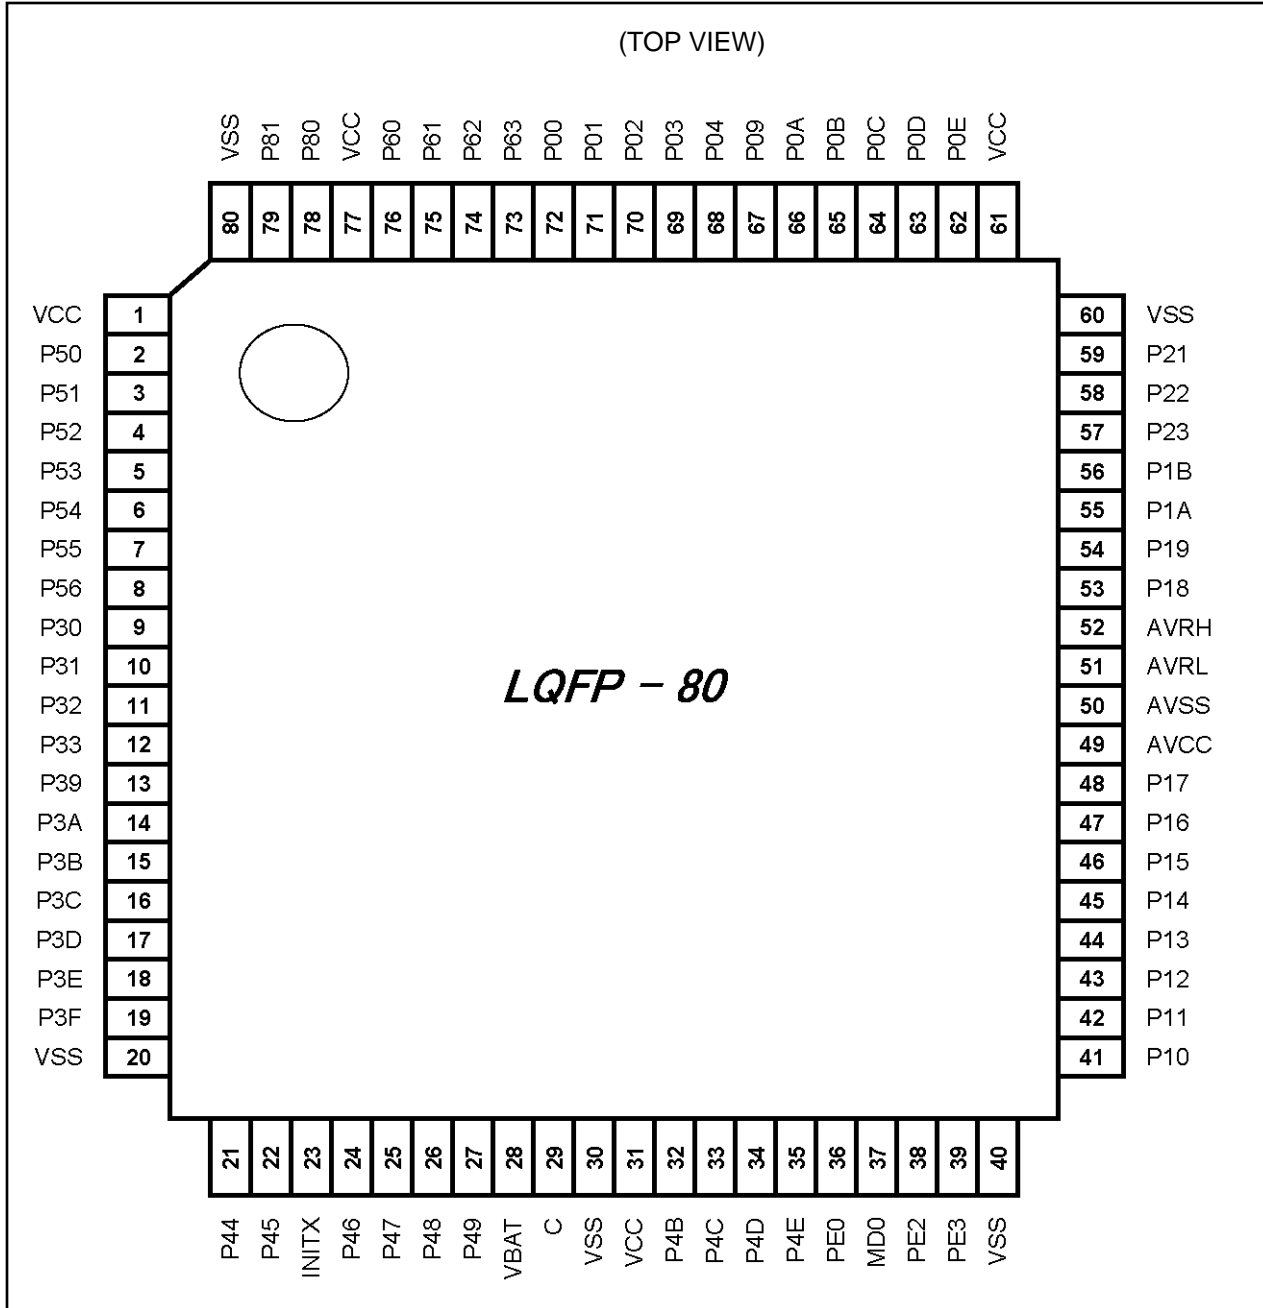 (TOP VIEW)
VSS P81 P80 VCC P60 P61 P62 P63 P00 P01 P02 P03 P04 P09 P0A P0B P0C P0D P0E VCC
80 79 78 77 76 75 74 73 72 71 70 69 68 67 66 65 64 63 62 61
VCC 1 60 VSS
P50 2 59 P21
P51 3 58 P22
P52 4 57 P23
P53 5 56 P1B
P54 6 55 P1A
P55 7 54 P19
P56 8 53 P18
P30 9 52 AVRH
P31 10 51 AVRL
P32 11 50 AVSS
P33 12 49 AVCC
P39 13 48 P17
P3A 14 47 P16
P3B 15 46 P15
P3C 16 45 P14
P3D 17 44 P13
P3E 18 43 P12
P3F 19 42 P11
VSS 20 41 P10
LQFP - 80
21 22 23 24 25 26 27 28 29 30 31 32 33 34 35 36 37 38 39 40
P44 P45 INITX P46 P47 P48 P49 VBAT C VSS VCC P4B P4C P4D P4E PE0 MD0 PE2 PE3 VSS